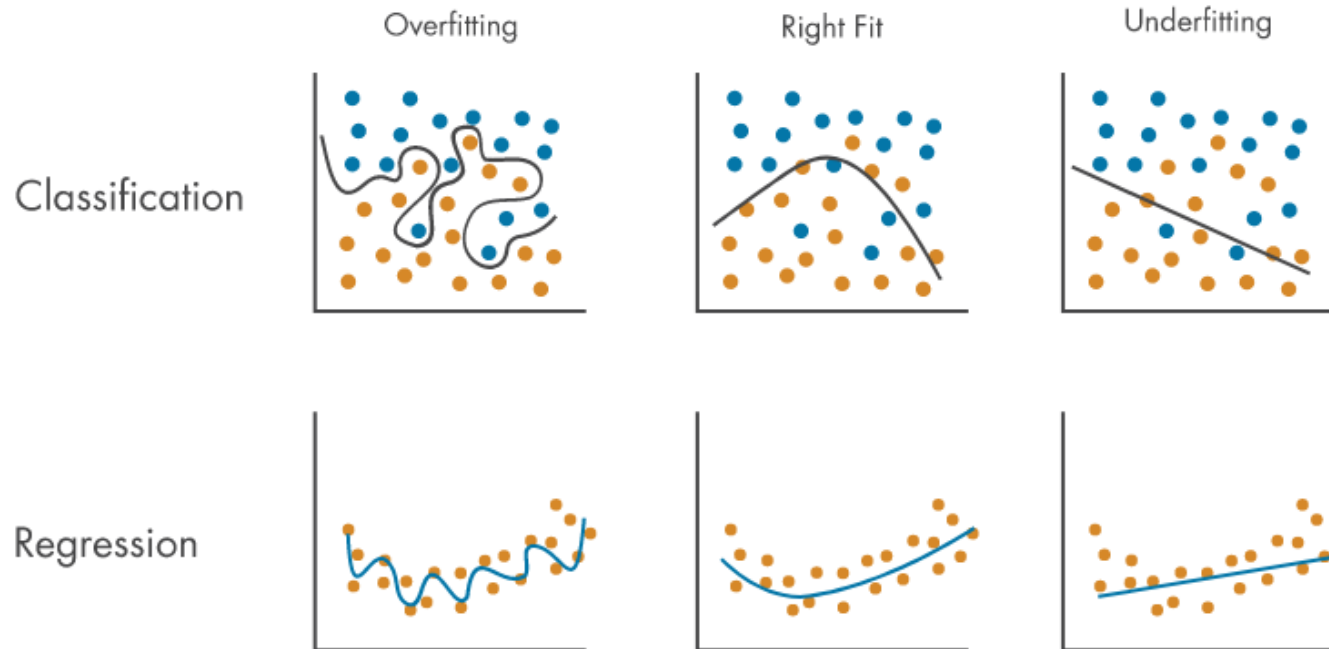 Overfitting
Right Fit
Underfitting
Classification
Regression